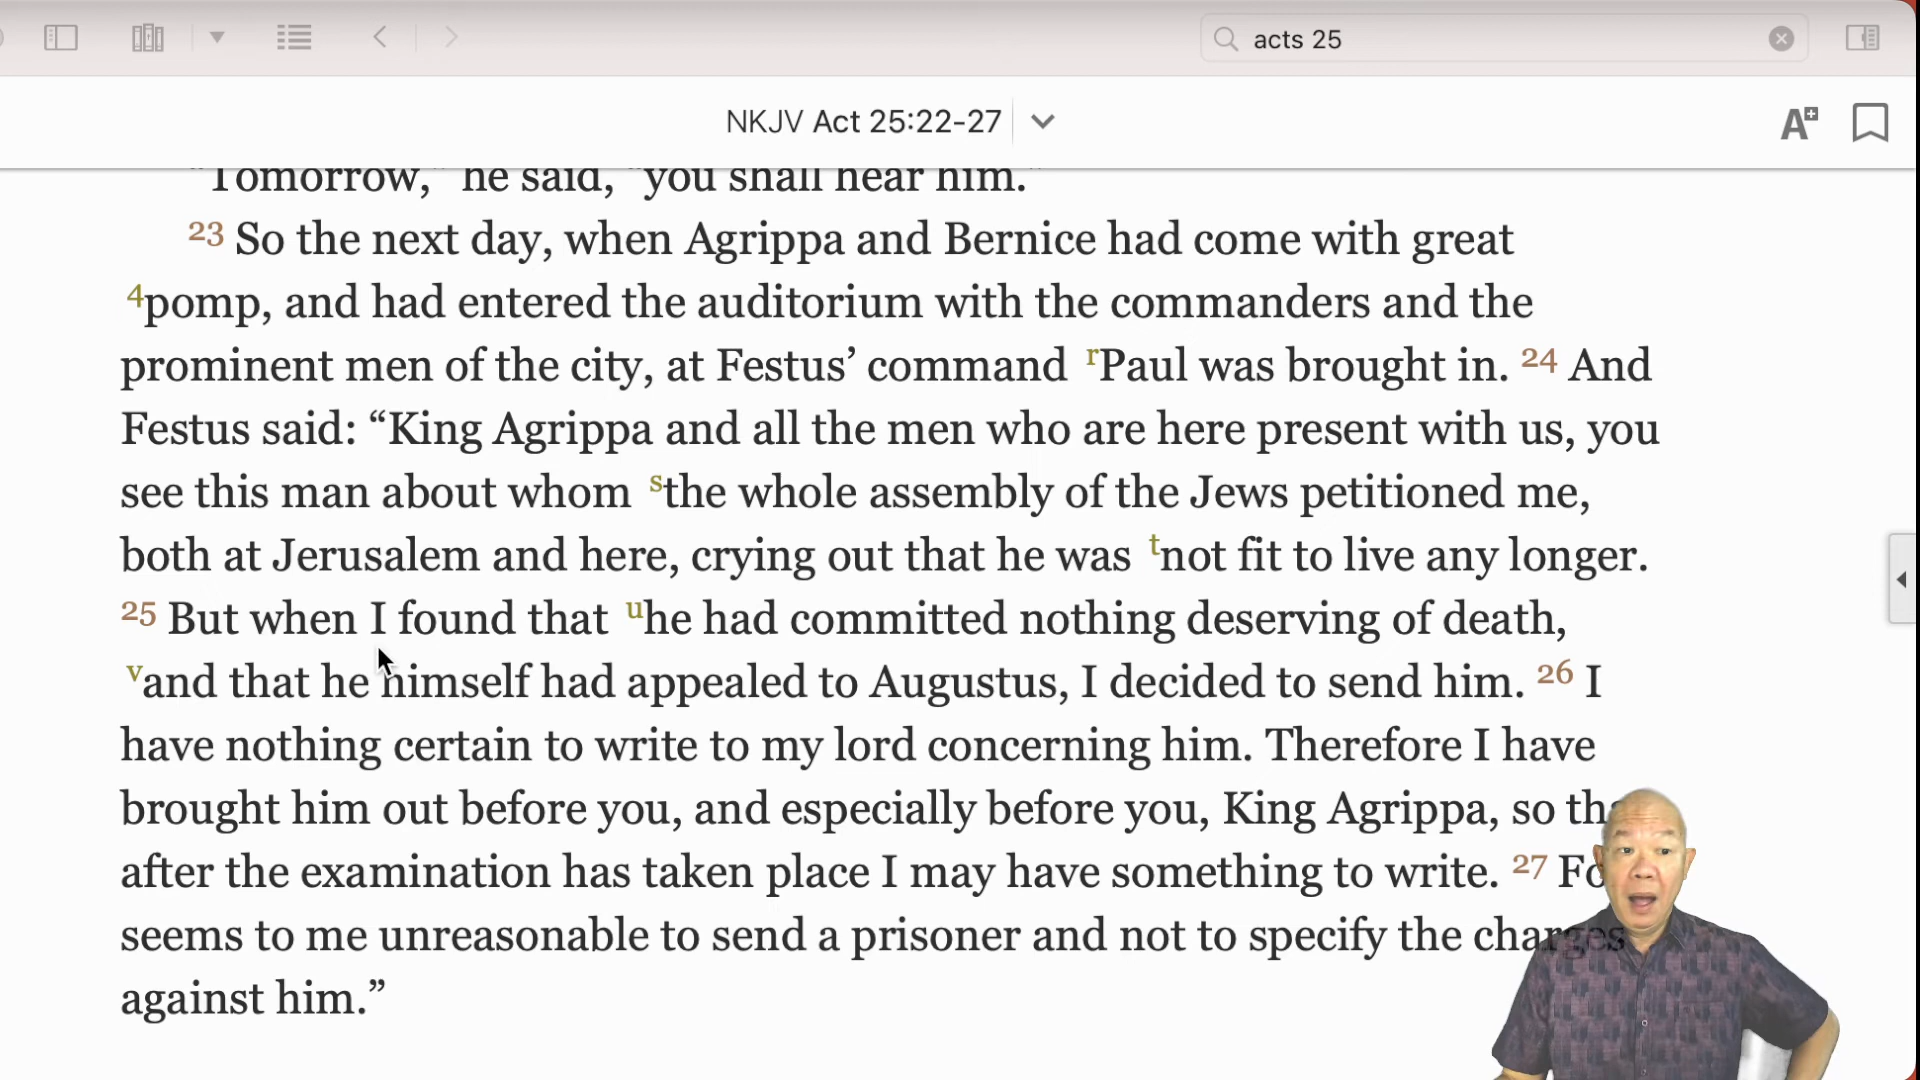 acts 25
NKJV Act 25:22-27
A+
"Tomorrow," he said, "you shall hear him."
23 So the next day, when Agrippa and Bernice had come with great
4pomp, and had entered the auditorium with the commanders and the
prominent men of the city, at Festus’ command rPaul was brought in. 24 And
Festus said: “King Agrippa and all the men who are here present with us, you
see this man about whom sthe whole assembly of the Jews petitioned me,
both at Jerusalem and here, crying out that he was tnot fit to live any longer.
25 But when I found that uhe had committed nothing deserving of death,
vand that he himself had appealed to Augustus, I decided to send him. 26 I
have nothing certain to write to my lord concerning him. Therefore I have
brought him out before you, and especially before you, King Agrippa, so
after the examination has taken place I may have something to write. 27
seems to me unreasonable to send a prisoner and not to specify the charges
against him.”